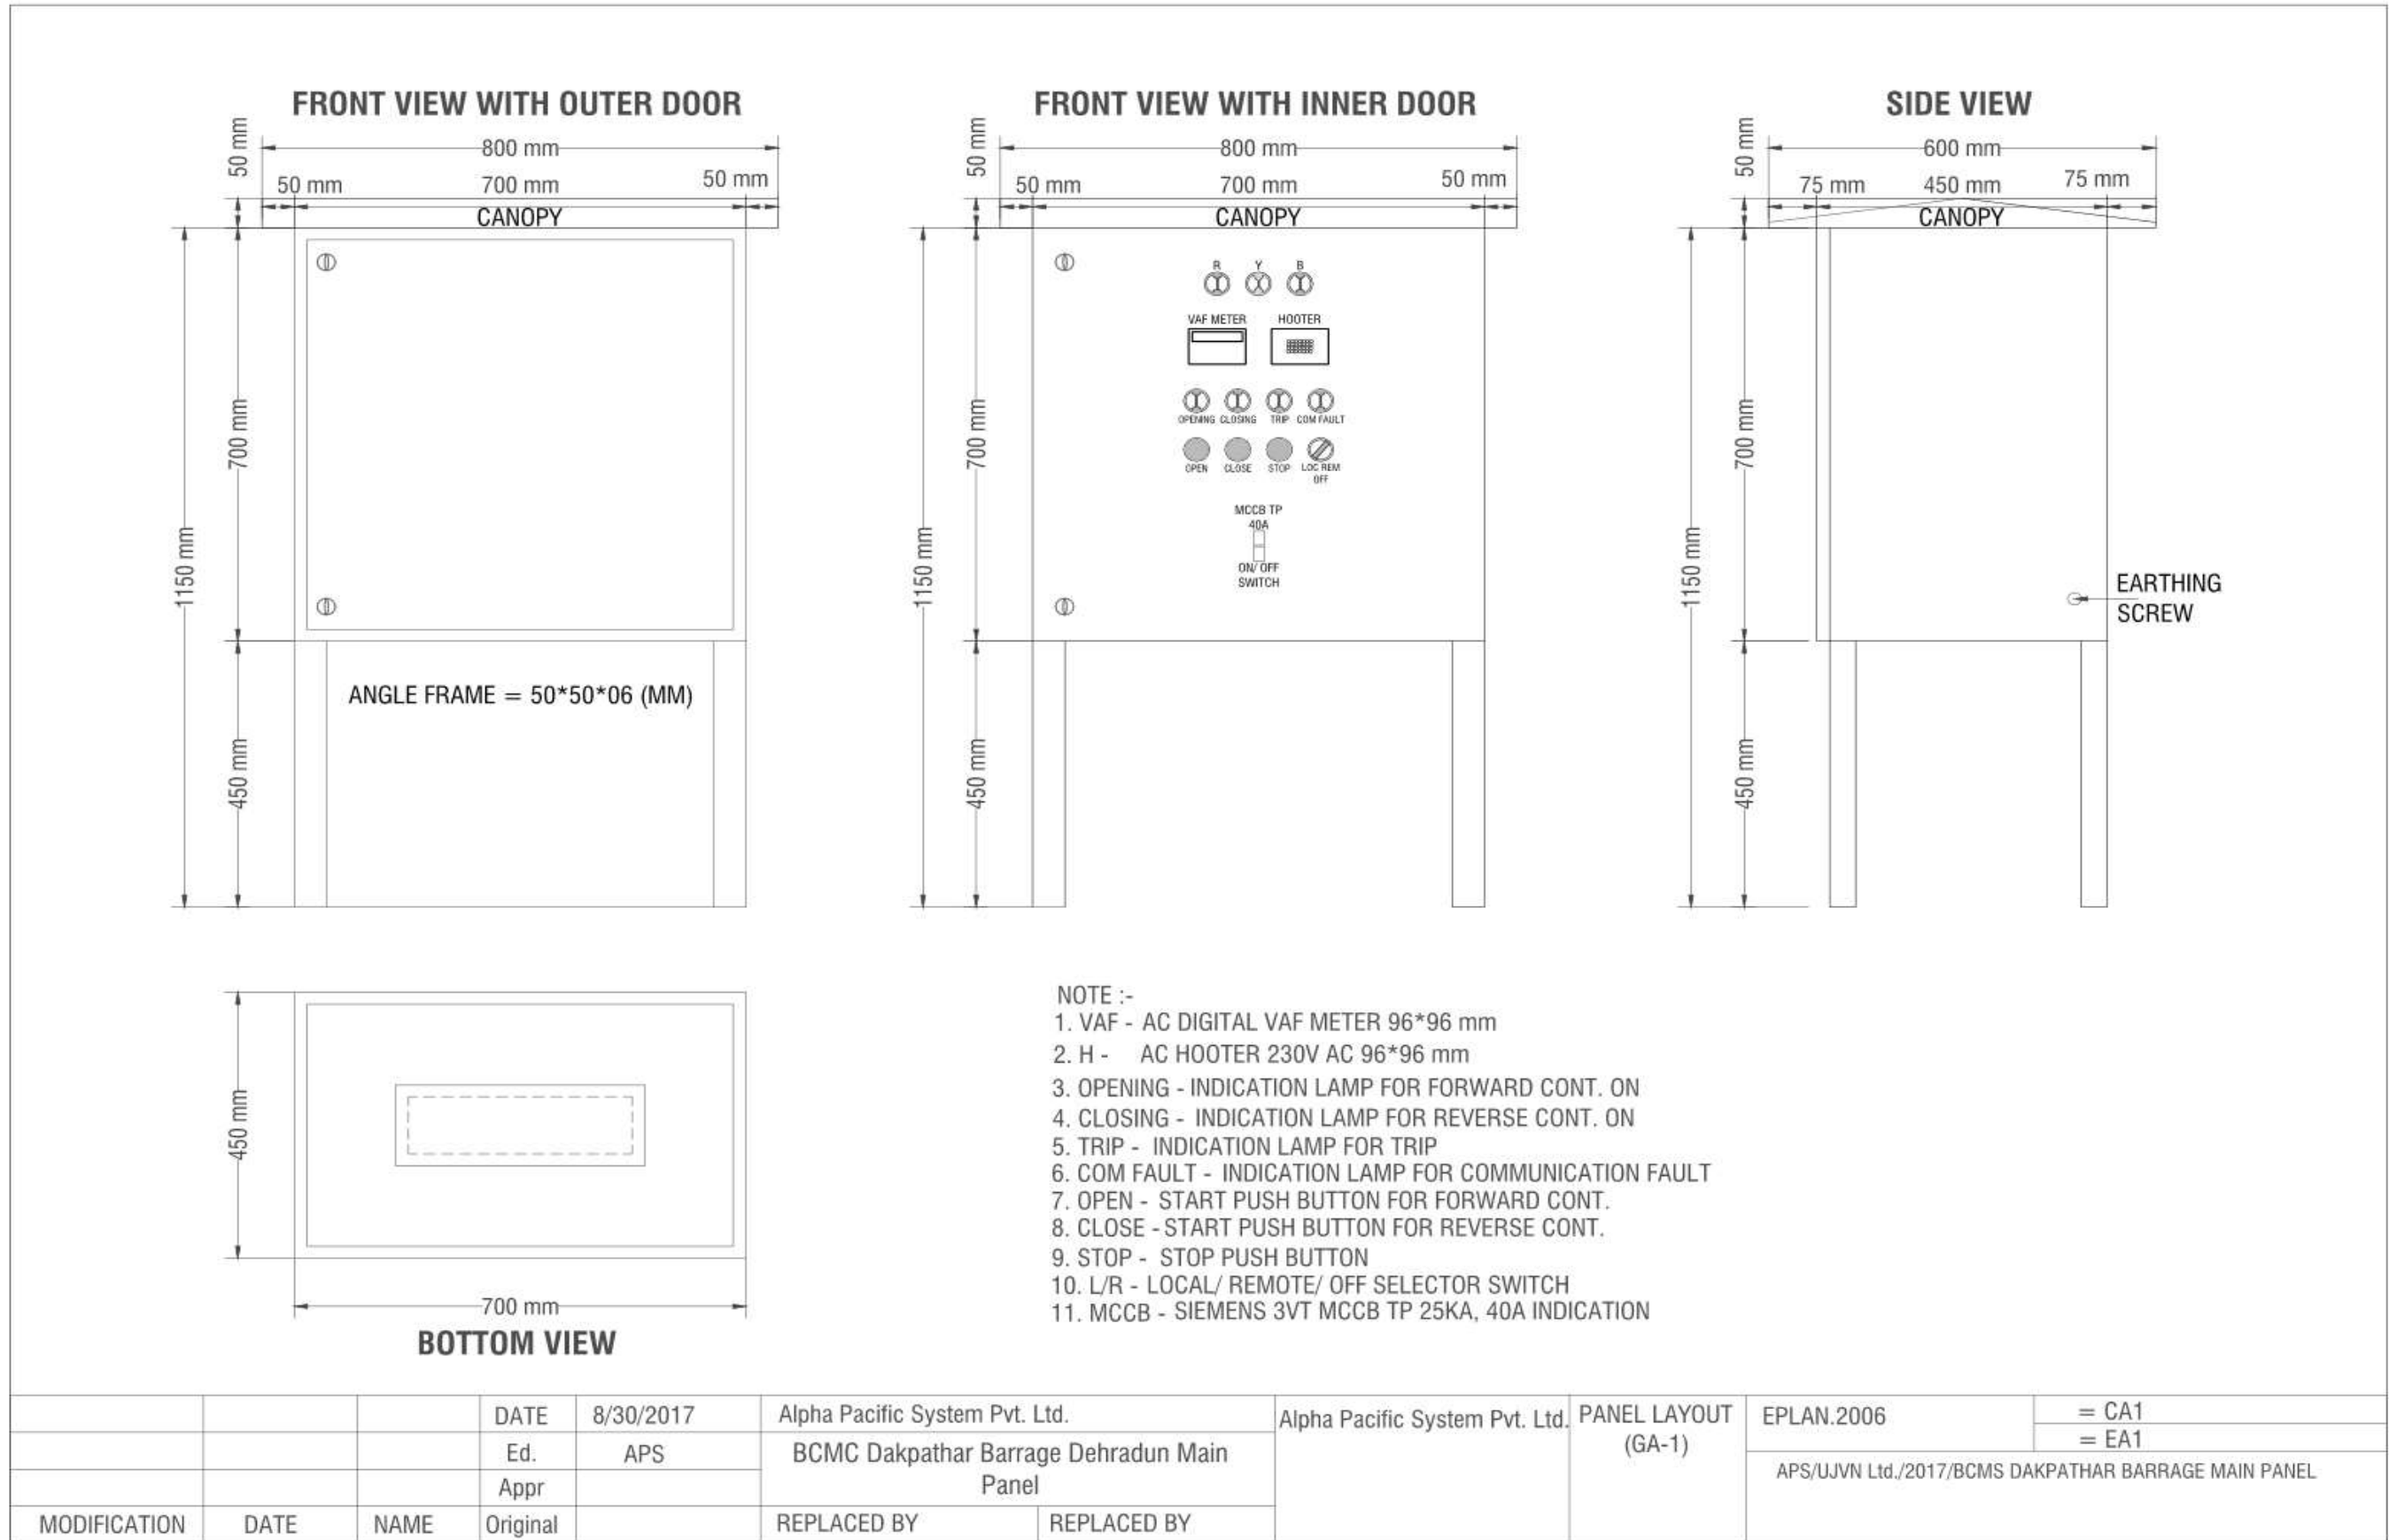 FRONT VIEW WITH OUTER DOOR
50 mm
800 mm
50 mm
700 mm
50 mm
CANOPY
700 mm
1150 mm
ANGLE FRAME = 50*50*06 (MM)
450 mm
FRONT VIEW WITH INNER DOOR
50 mm
800 mm
50 mm
700 mm
50 mm
CANOPY
R Y B
VAF METER HOOTER
700 mm
OPENING CLOSING TRIP COM FAULT
OPEN CLOSE STOP LOC REM
OFF
MCCB TP
40A
ON/ OFF
SWITCH
1150 mm
450 mm
SIDE VIEW
50 mm
600 mm
75 mm
450 mm
75 mm
CANOPY
700 mm
1150 mm
EARTHING
SCREW
450 mm
450 mm
700 mm
BOTTOM VIEW
NOTE :-
1. VAF - AC DIGITAL VAF METER 96*96 mm
2. H - AC HOOTER 230V AC 96*96 mm
3. OPENING - INDICATION LAMP FOR FORWARD CONT. ON
4. CLOSING - INDICATION LAMP FOR REVERSE CONT. ON
5. TRIP - INDICATION LAMP FOR TRIP
6. COM FAULT - INDICATION LAMP FOR COMMUNICATION FAULT
7. OPEN - START PUSH BUTTON FOR FORWARD CONT.
8. CLOSE - START PUSH BUTTON FOR REVERSE CONT.
9. STOP - STOP PUSH BUTTON
10. L/R - LOCAL/ REMOTE/ OFF SELECTOR SWITCH
11. MCCB - SIEMENS 3VT MCCB TP 25KA, 40A INDICATION
DATE 8/30/2017
Ed. APS
Appr
MODIFICATION DATE NAME Original
Alpha Pacific System Pvt. Ltd.
BCMC Dakpathar Barrage Dehradun Main
Panel
REPLACED BY REPLACED BY
Alpha Pacific System Pvt. Ltd.
PANEL LAYOUT
(GA-1)
EPLAN.2006
= CA1
= EA1
APS/UJVN Ltd./2017/BCMS DAKPATHAR BARRAGE MAIN PANEL